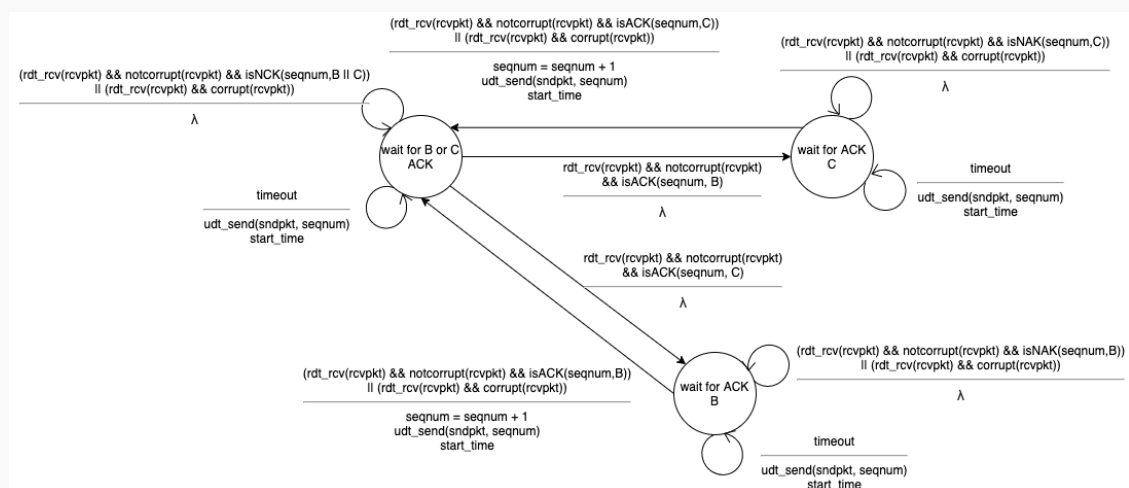 (rdt_rcv(rcvpkt) && notcorrupt(rcvpkt) && isACK(seqnum,C))
|| (rdt_rcv(rcvpkt) && corrupt(rcvpkt))
seqnum = seqnum + 1
udt_send(sndpkt, seqnum)
start_time
(rdt_rcv(rcvpkt) && notcorrupt(rcvpkt) && isNAK(seqnum,C))
|| (rdt_rcv(rcvpkt) && corrupt(rcvpkt))
λ
(rdt_rcv(rcvpkt) && notcorrupt(rcvpkt) && isNCK(seqnum,B || C))
|| (rdt_rcv(rcvpkt) && corrupt(rcvpkt))
λ
wait for B or C
ACK
wait for ACK
C
rdt_rcv(rcvpkt) && notcorrupt(rcvpkt)
&& isACK(seqnum, B)
λ
timeout
udt_send(sndpkt, seqnum)
start_time
timeout
udt_send(sndpkt, seqnum)
start_time
rdt_rcv(rcvpkt) && notcorrupt(rcvpkt)
&& isACK(seqnum, C)
λ
(rdt_rcv(rcvpkt) && notcorrupt(rcvpkt) && isACK(seqnum,B))
|| (rdt_rcv(rcvpkt) && corrupt(rcvpkt))
seqnum = seqnum + 1
udt_send(sndpkt, seqnum)
start_time
wait for ACK
B
(rdt_rcv(rcvpkt) && notcorrupt(rcvpkt) && isNAK(seqnum,B))
|| (rdt_rcv(rcvpkt) && corrupt(rcvpkt))
λ
timeout
udt_send(sndpkt, seqnum)
start_time